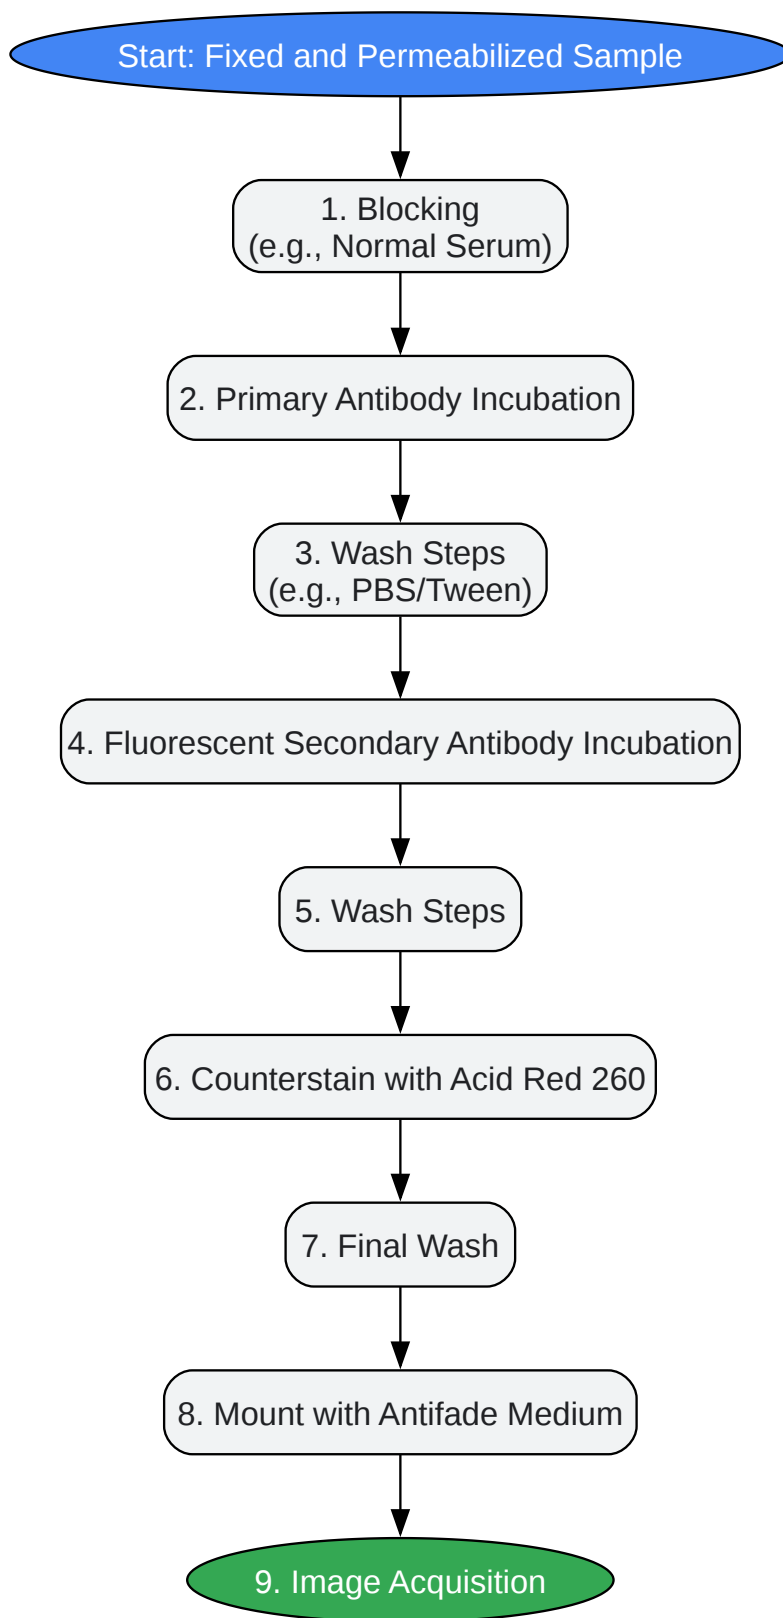 Start: Fixed and Permeabilized Sample
1. Blocking
(e.g., Normal Serum)
2. Primary Antibody Incubation
3. Wash Steps
(e.g., PBS/Tween)
4. Fluorescent Secondary Antibody Incubation
5. Wash Steps
6. Counterstain with Acid Red 260
7. Final Wash
8. Mount with Antifade Medium
9. Image Acquisition